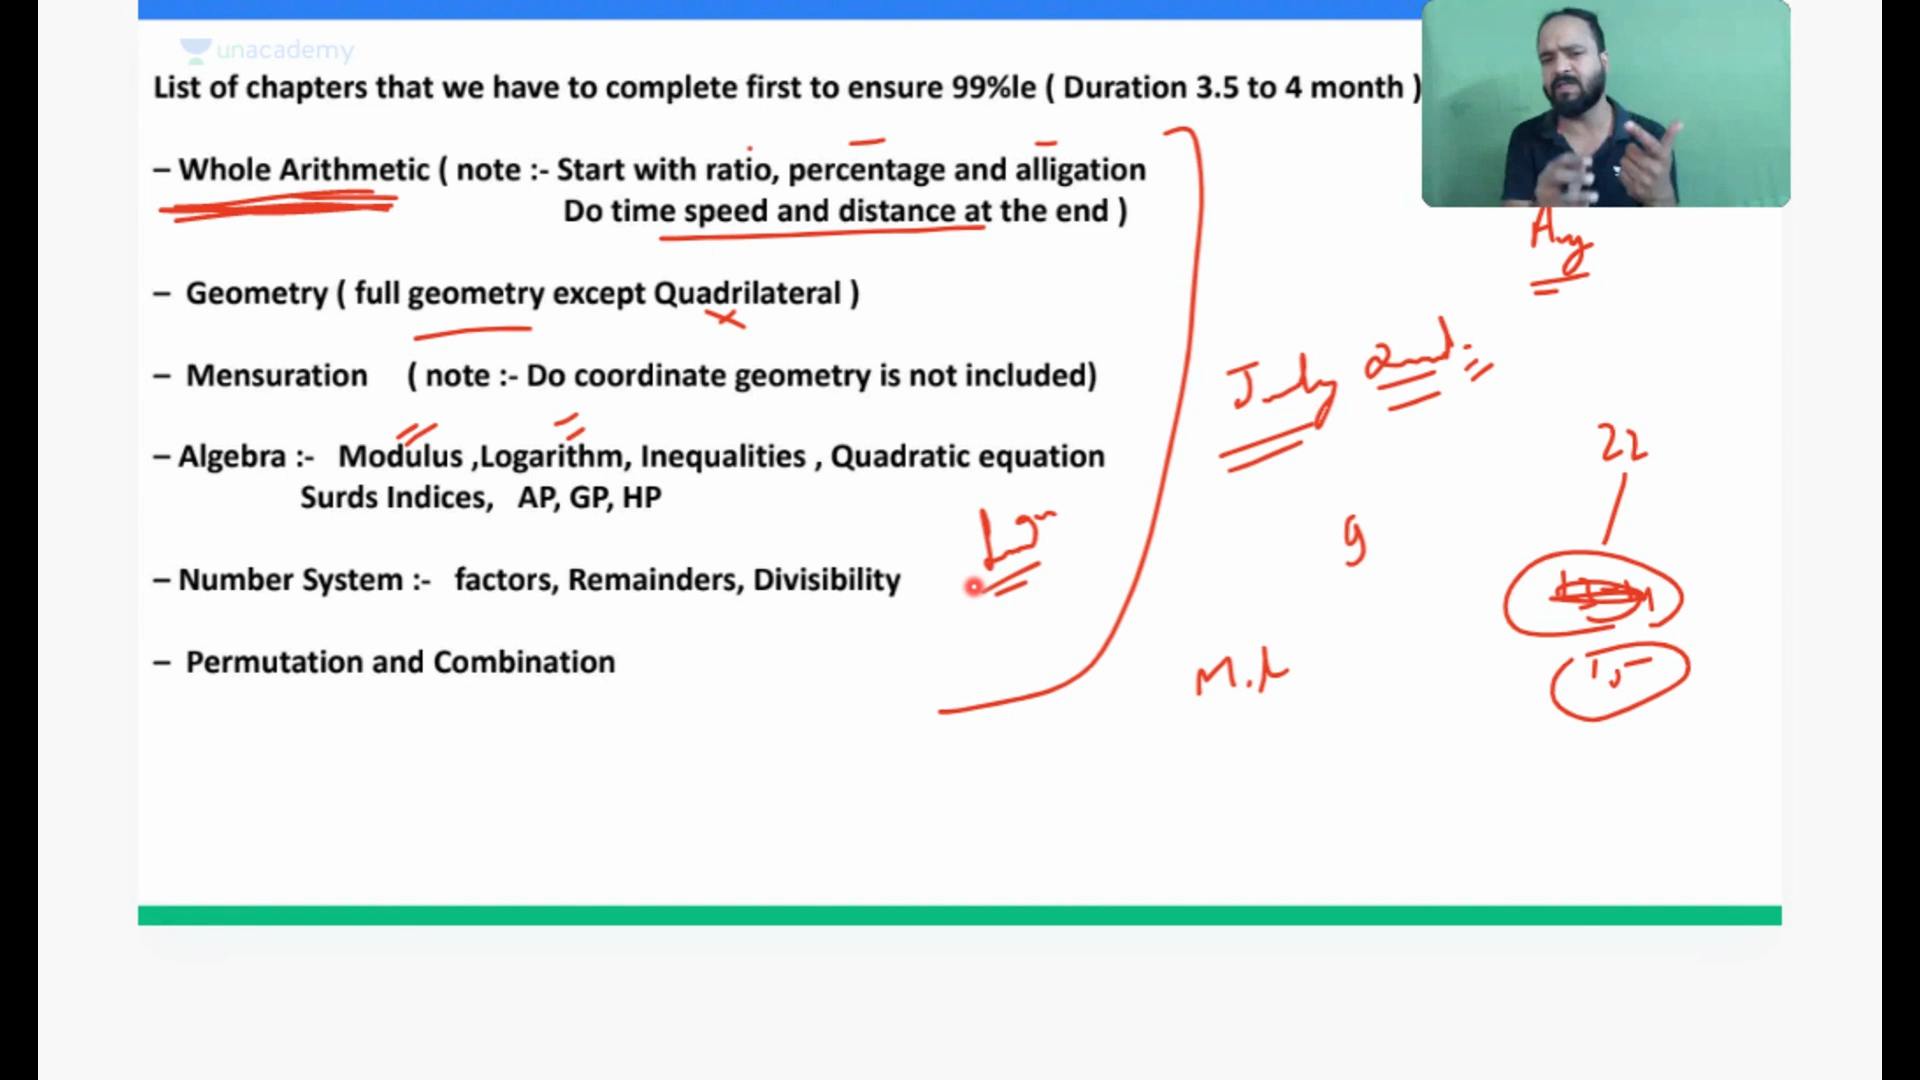 unacademy
List of chapters that we have to complete first to ensure 99%le ( Duration 3.5 to 4 month )
– Whole Arithmetic ( note :- Start with ratio, percentage and alligation
Do time speed and distance at the end )
– Geometry ( full geometry except Quadrilateral )
– Mensuration ( note :- Do coordinate geometry is not included)
– Algebra :- Modulus ,Logarithm, Inequalities , Quadratic equation
Surds Indices, AP, GP, HP
– Number System :- factors, Remainders, Divisibility
– Permutation and Combination
July 2nd.
22